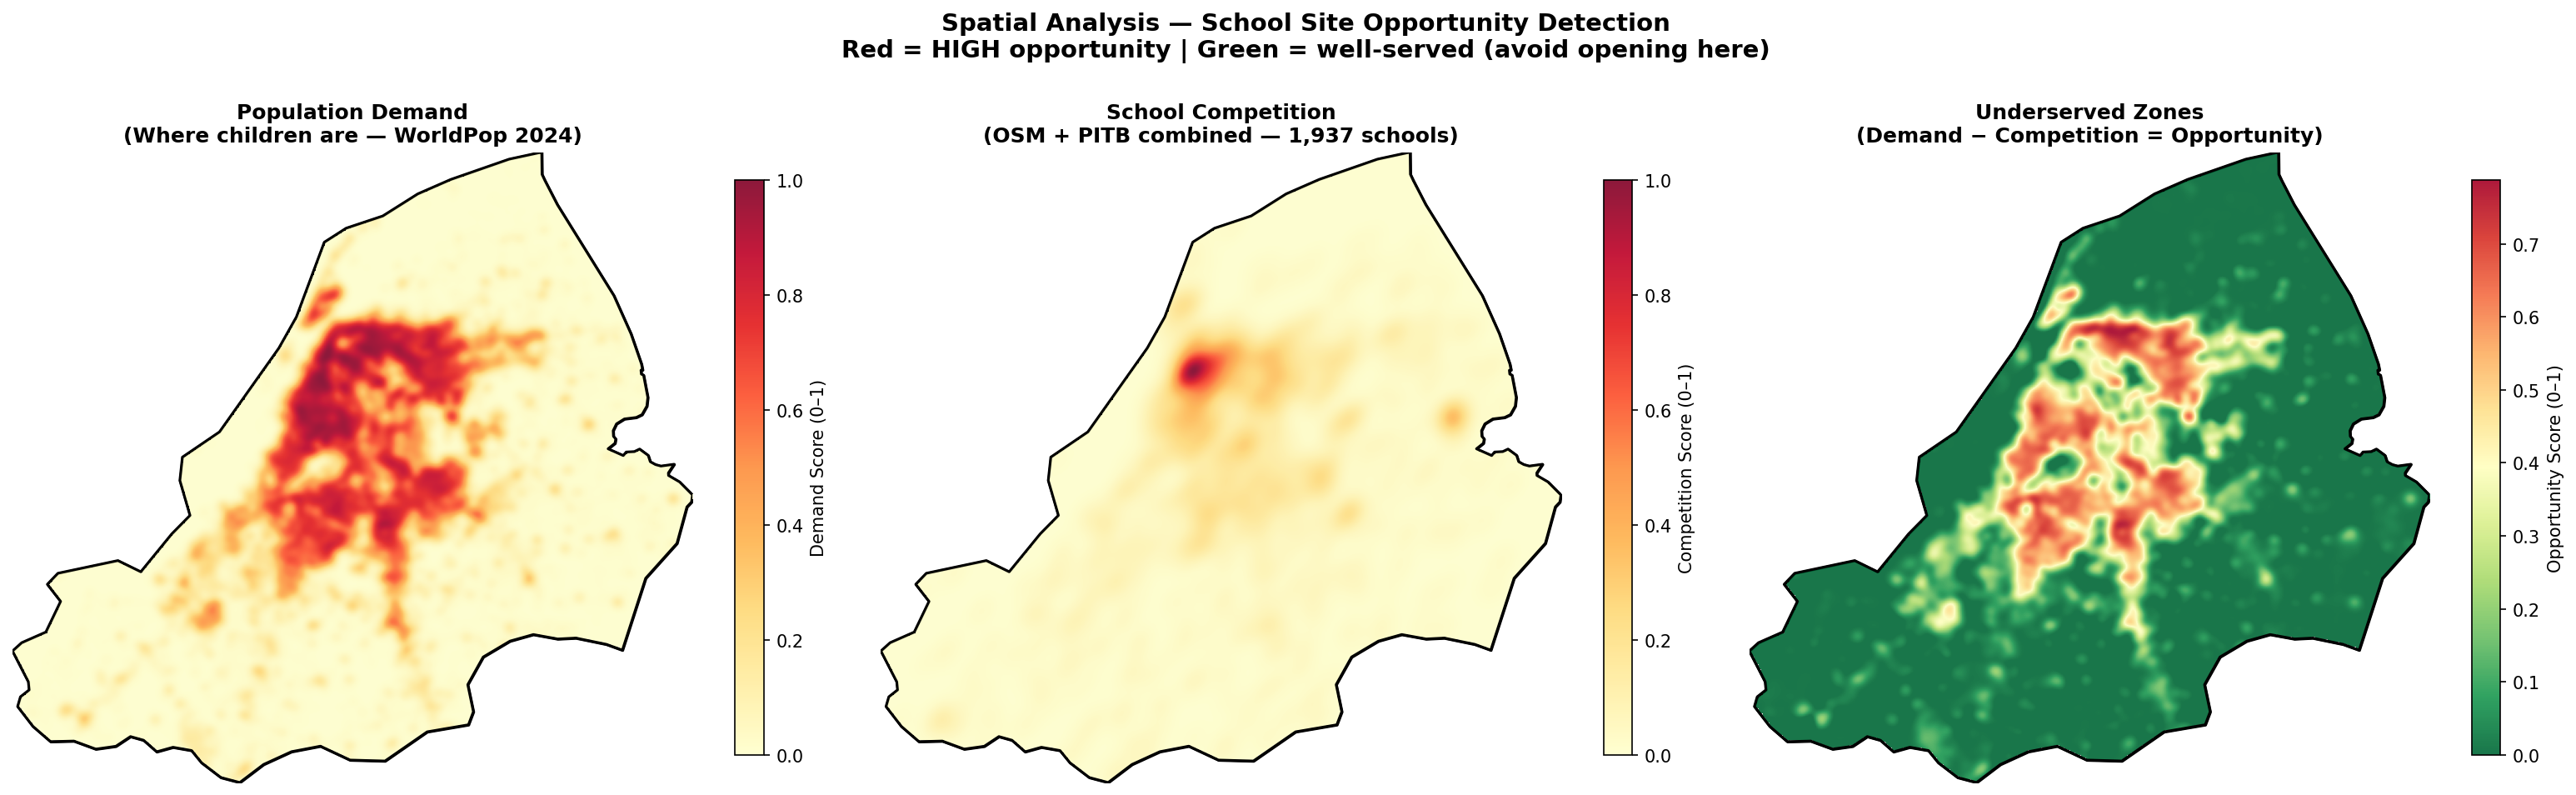 Spatial Analysis — School Site Opportunity Detection
Red = HIGH opportunity | Green = well-served (avoid opening here)
Population Demand
(Where children are — WorldPop 2024)
1.0
0.8
0.6
0.4
0.2
0.0
Demand Score (0–1)
School Competition
(OSM + PITB combined — 1,937 schools)
1.0
0.8
0.6
0.4
0.2
0.0
Competition Score (0–1)
Underserved Zones
(Demand − Competition = Opportunity)
0.7
0.6
0.5
0.4
0.3
0.2
0.1
0.0
Opportunity Score (0–1)